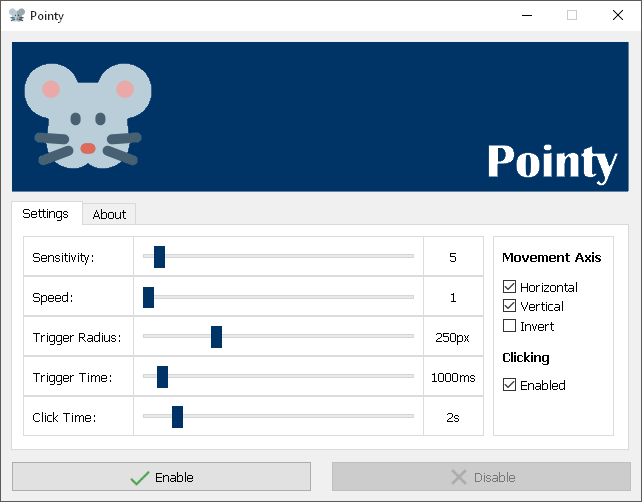 Pointy
Pointy
Settings
About
Sensitivity:
5
Speed:
1
Trigger Radius:
250px
Trigger Time:
1000ms
Click Time:
2s
Movement Axis
Horizontal
Vertical
Invert
Clicking
Enabled
Enable
Disable